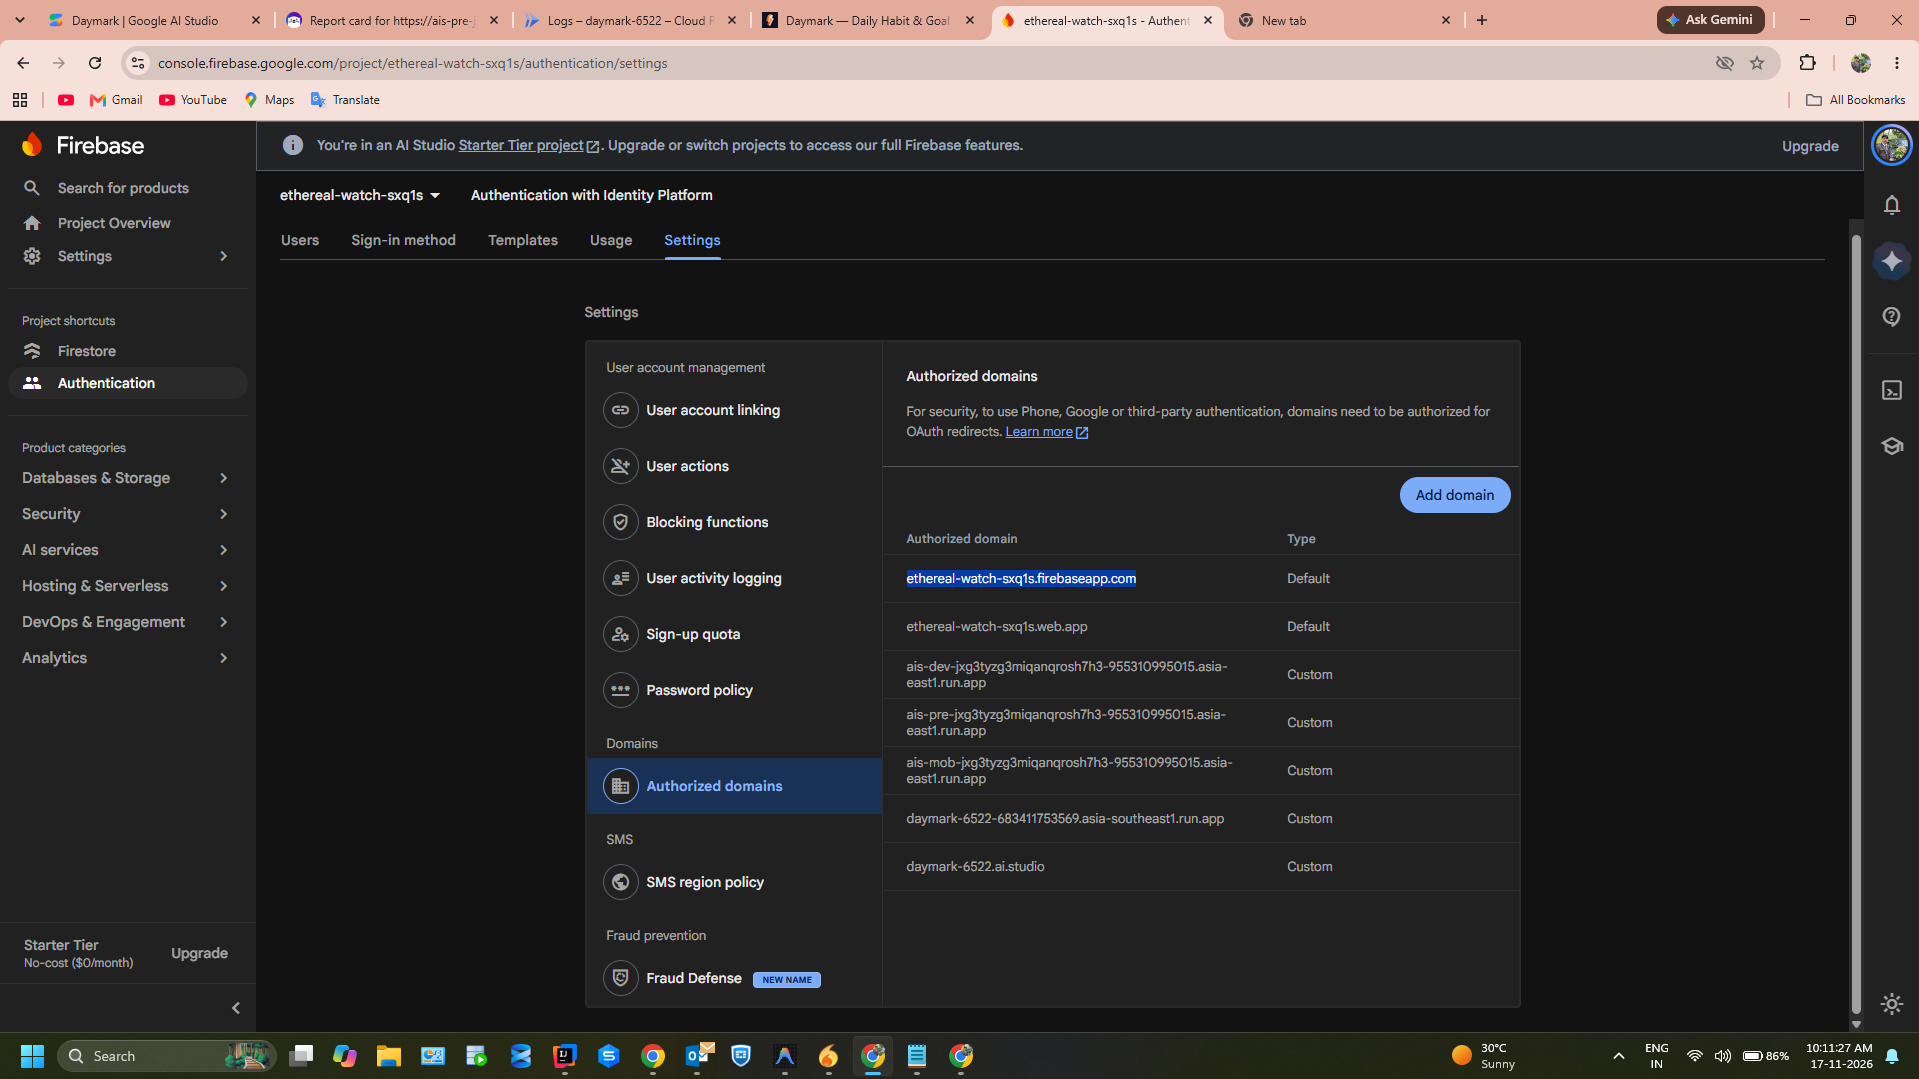 Daymark | Google AI Studio
Report card for https://ais-pre-j
Logs – daymark-6522 – Cloud R
Daymark — Daily Habit & Goal
ethereal-watch-sxq1s - Authent
New tab
Ask Gemini
console.firebase.google.com/project/ethereal-watch-sxq1s/authentication/settings
Gmail
YouTube
Maps
Translate
All Bookmarks
Firebase
You're in an AI Studio Starter Tier project. Upgrade or switch projects to access our full Firebase features.
Upgrade
Search for products
Project Overview
Settings
Project shortcuts
Firestore
Authentication
Product categories
Databases & Storage
Security
AI services
Hosting & Serverless
DevOps & Engagement
Analytics
Starter Tier
No-cost ($0/month)
Upgrade
ethereal-watch-sxq1s
Authentication with Identity Platform
Users
Sign-in method
Templates
Usage
Settings
Settings
User account management
User account linking
User actions
Blocking functions
User activity logging
Sign-up quota
Password policy
Domains
Authorized domains
SMS
SMS region policy
Fraud prevention
Fraud Defense
NEW NAME
Authorized domains
For security, to use Phone, Google or third-party authentication, domains need to be authorized for
OAuth redirects. Learn more
Add domain
Authorized domain
Type
ethereal-watch-sxq1s.firebaseapp.com
Default
ethereal-watch-sxq1s.web.app
Default
ais-dev-jxg3tyzg3miqanqrosh7h3-955310995015.asia-
east1.run.app
Custom
ais-pre-jxg3tyzg3miqanqrosh7h3-955310995015.asia-
east1.run.app
Custom
ais-mob-jxg3tyzg3miqanqrosh7h3-955310995015.asia-
east1.run.app
Custom
daymark-6522-683411753569.asia-southeast1.run.app
Custom
daymark-6522.ai.studio
Custom
Search
30°C
Sunny
ENG
IN
86%
10:11:27 AM
17-11-2026